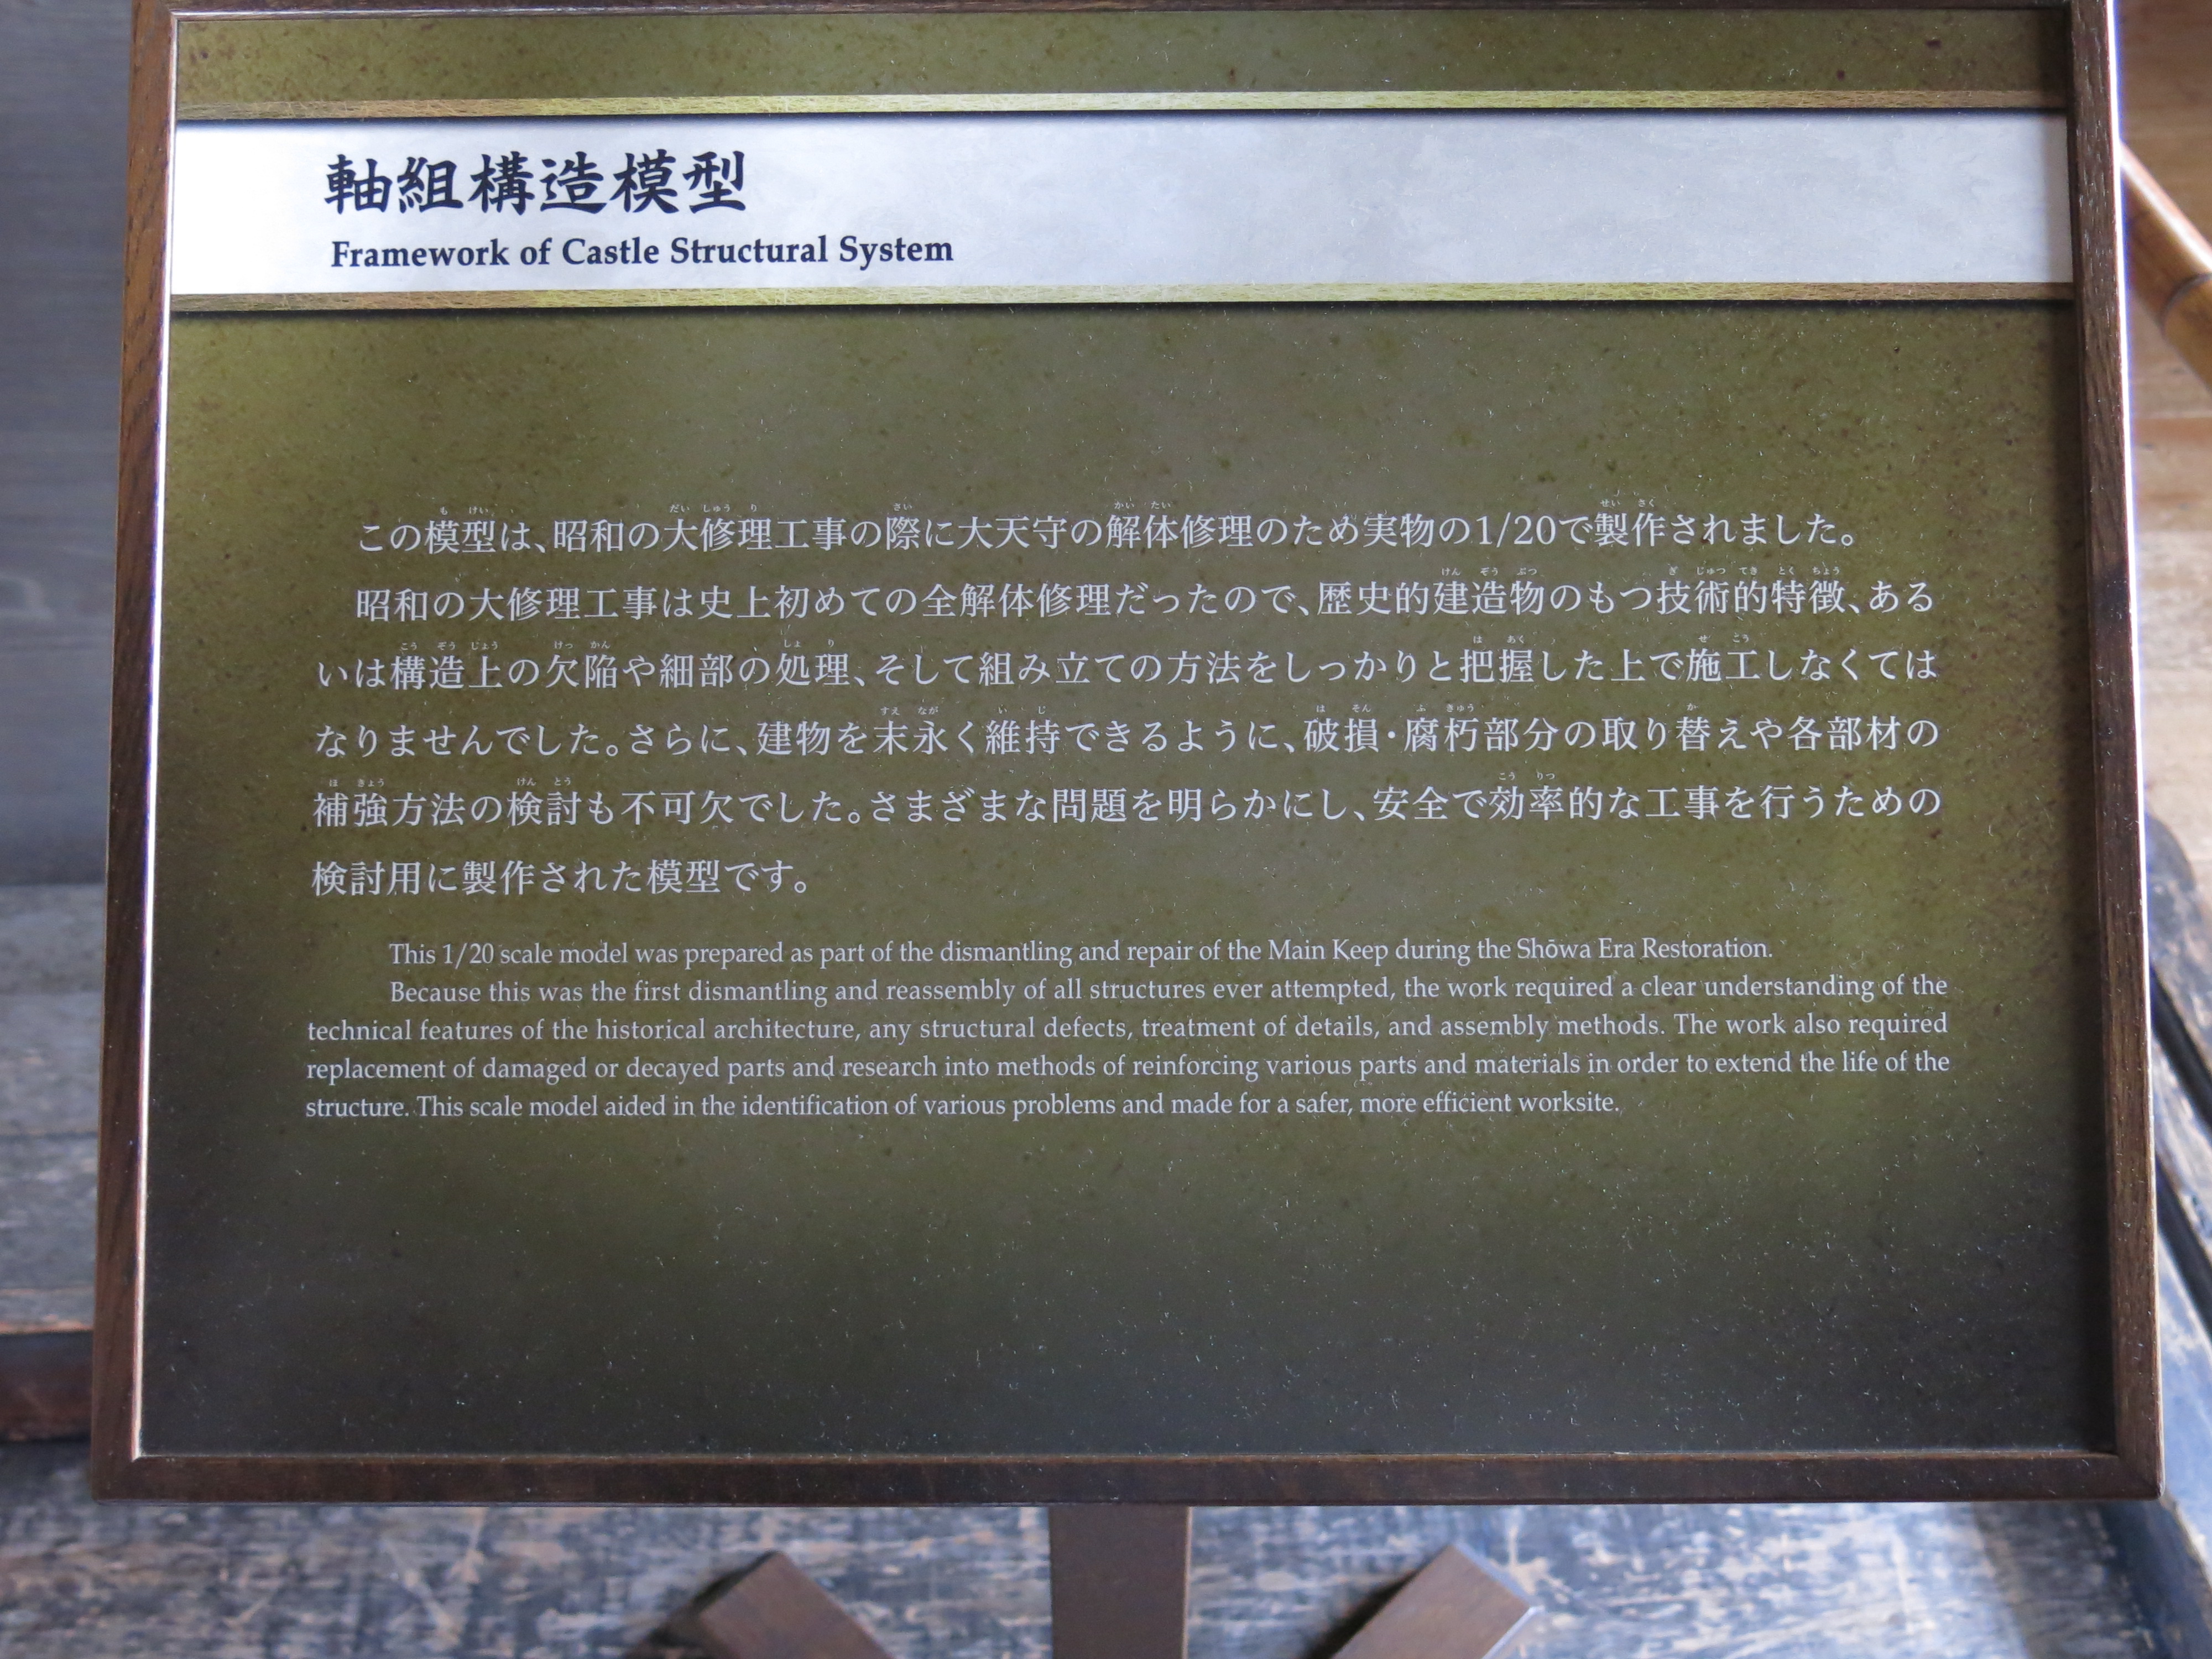 軸組構造模型
Framework of Castle Structural System
この模型は、昭和の大修理工事の際に大天守の解体修理のため実物の1/20で製作されました。
昭和の大修理工事は史上初めての全解体修理だったので、歴史的建造物のもつ技術的特徴、ある
いは構造上の欠陥や細部の処理、そして組み立ての方法をしっかりと把握した上で施工しなくては
なりませんでした。さらに、建物を末永く維持できるように、破損・腐朽部分の取り替えや各部材の
補強方法の検討も不可欠でした。さまざまな問題を明らかにし、安全で効率的な工事を行うための
検討用に製作された模型です。
This 1/20 scale model was prepared as part of the dismantling and repair of the Main Keep during the Shōwa Era Restoration.
Because this was the first dismantling and reassembly of all structures ever attempted, the work required a clear understanding of the
technical features of the historical architecture, any structural defects, treatment of details, and assembly methods. The work also required
replacement of damaged or decayed parts and research into methods of reinforcing various parts and materials in order to extend the life of the
structure. This scale model aided in the identification of various problems and made for a safer, more efficient worksite.